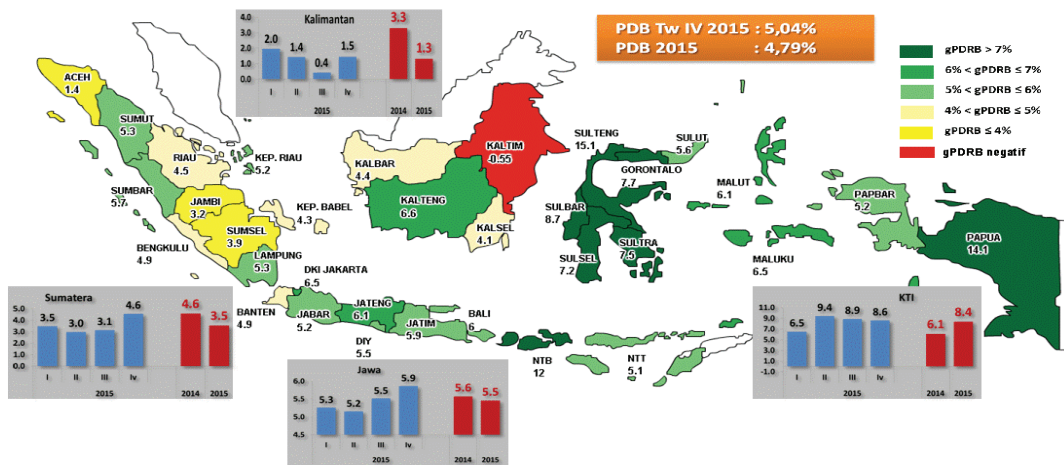 Kalimantan
4.0
3.0
2.0
1.0
0.0
2.0
1.4
0.4
1.5
3.3
1.3
I
II
III
Iv
2014
2015
2015
PDB Tw IV 2015 : 5,04%
PDB 2015 : 4,79%
gPDRB > 7%
6% < gPDRB ≤ 7%
5% < gPDRB ≤ 6%
4% < gPDRB ≤ 5%
gPDRB ≤ 4%
gPDRB negatif
ACEH
1.4
SUMUT
5.3
RIAU
4.5
KEP. RIAU
5.2
SUMBAR
5.7
JAMBI
3.2
SUMSEL
3.9
KEP. BABEL
4.3
BENGKULU
4.9
LAMPUNG
5.3
DKI JAKARTA
6.5
BANTEN
4.9
JABAR
5.2
JATENG
6.1
DIY
5.5
JATIM
5.9
BALI
6
NTB
12
NTT
5.1
KALBAR
4.4
KALTENG
6.6
KALTIM
-0.55
KALSEL
4.1
SULTENG
15.1
SULUT
5.6
GORONTALO
7.7
SULBAR
8.7
SULSEL
7.2
SULTRA
7.5
MALUT
6.1
MALUKU
6.5
PAPBAR
5.2
PAPUA
14.1
Sumatera
5.0
4.0
3.0
2.0
1.0
0.0
3.5
3.0
3.1
4.6
4.6
3.5
I
II
III
Iv
2014
2015
2015
Jawa
6.0
5.5
5.0
4.5
5.3
5.2
5.5
5.9
5.6
5.5
I
II
III
Iv
2014
2015
2015
KTI
11.0
9.0
7.0
5.0
3.0
1.0
-1.0
6.5
9.4
8.9
8.6
6.1
8.4
I
II
III
Iv
2014
2015
2015